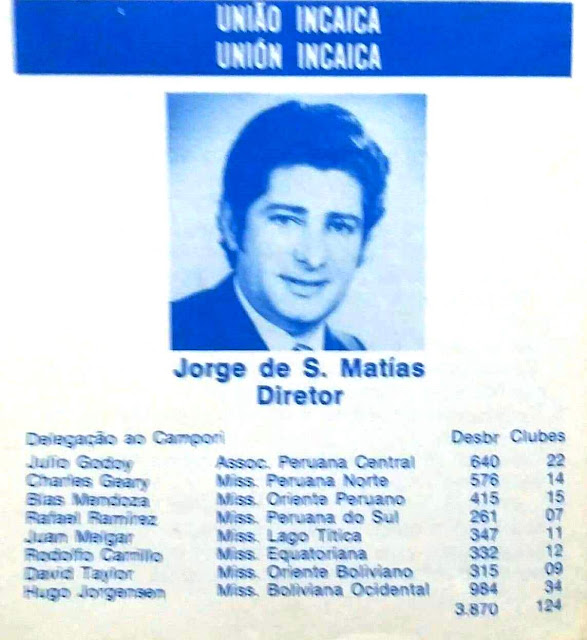 UNIÃO INCAICA
UNIÓN INCAICA
Jorge de S. Matías
Diretor
Delegação ao Campori Desbr Clubes
Julio Godoy Assoc. Peruana Central 640 22
Charles Geary Miss. Peruana Norte 576 14
Blas Mendoza Miss. Oriente Peruano 415 15
Rafael Ramirez Miss. Peruana do Sul 261 07
Juam Melgar Miss. Lago Titica 347 11
Rodolfo Carrillo Miss. Equatoriana 332 12
David Taylor Miss. Oriente Boliviano 315 09
Hugo Jorgensen Miss. Boliviana Ocidental 984 34
3.870 124